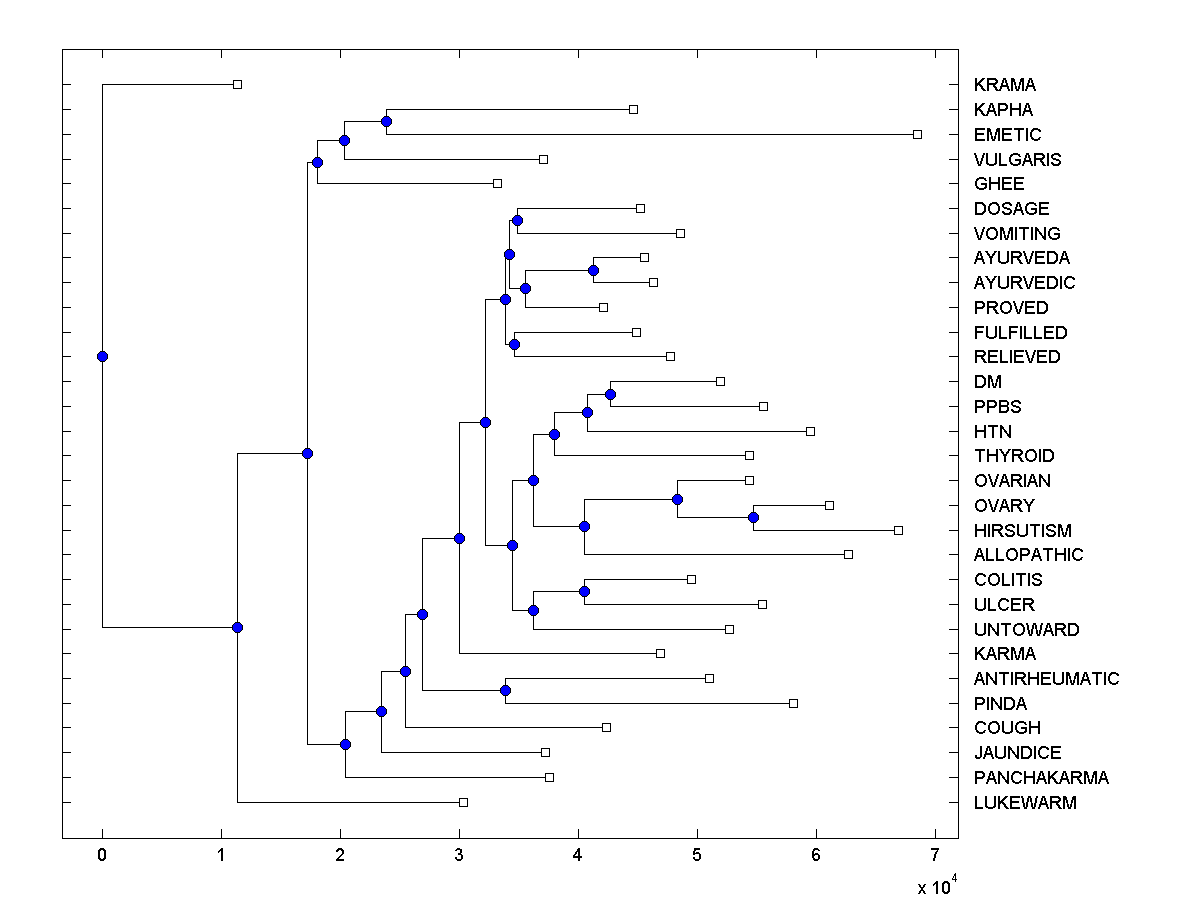 KRAMA
KAPHA
EMETIC
VULGARIS
GHEE
DOSAGE
VOMITING
AYURVEDA
AYURVEDIC
PROVED
FULFILLED
RELIEVED
DM
PPBS
HTN
THYROID
OVARIAN
OVARY
HIRSUTISM
ALLOPATHIC
COLITIS
ULCER
UNTOWARD
KARMA
ANTIRHEUMATIC
PINDA
COUGH
JAUNDICE
PANCHAKARMA
LUKEWARM
0 1 2 3 4 5 6 7
x 10⁴